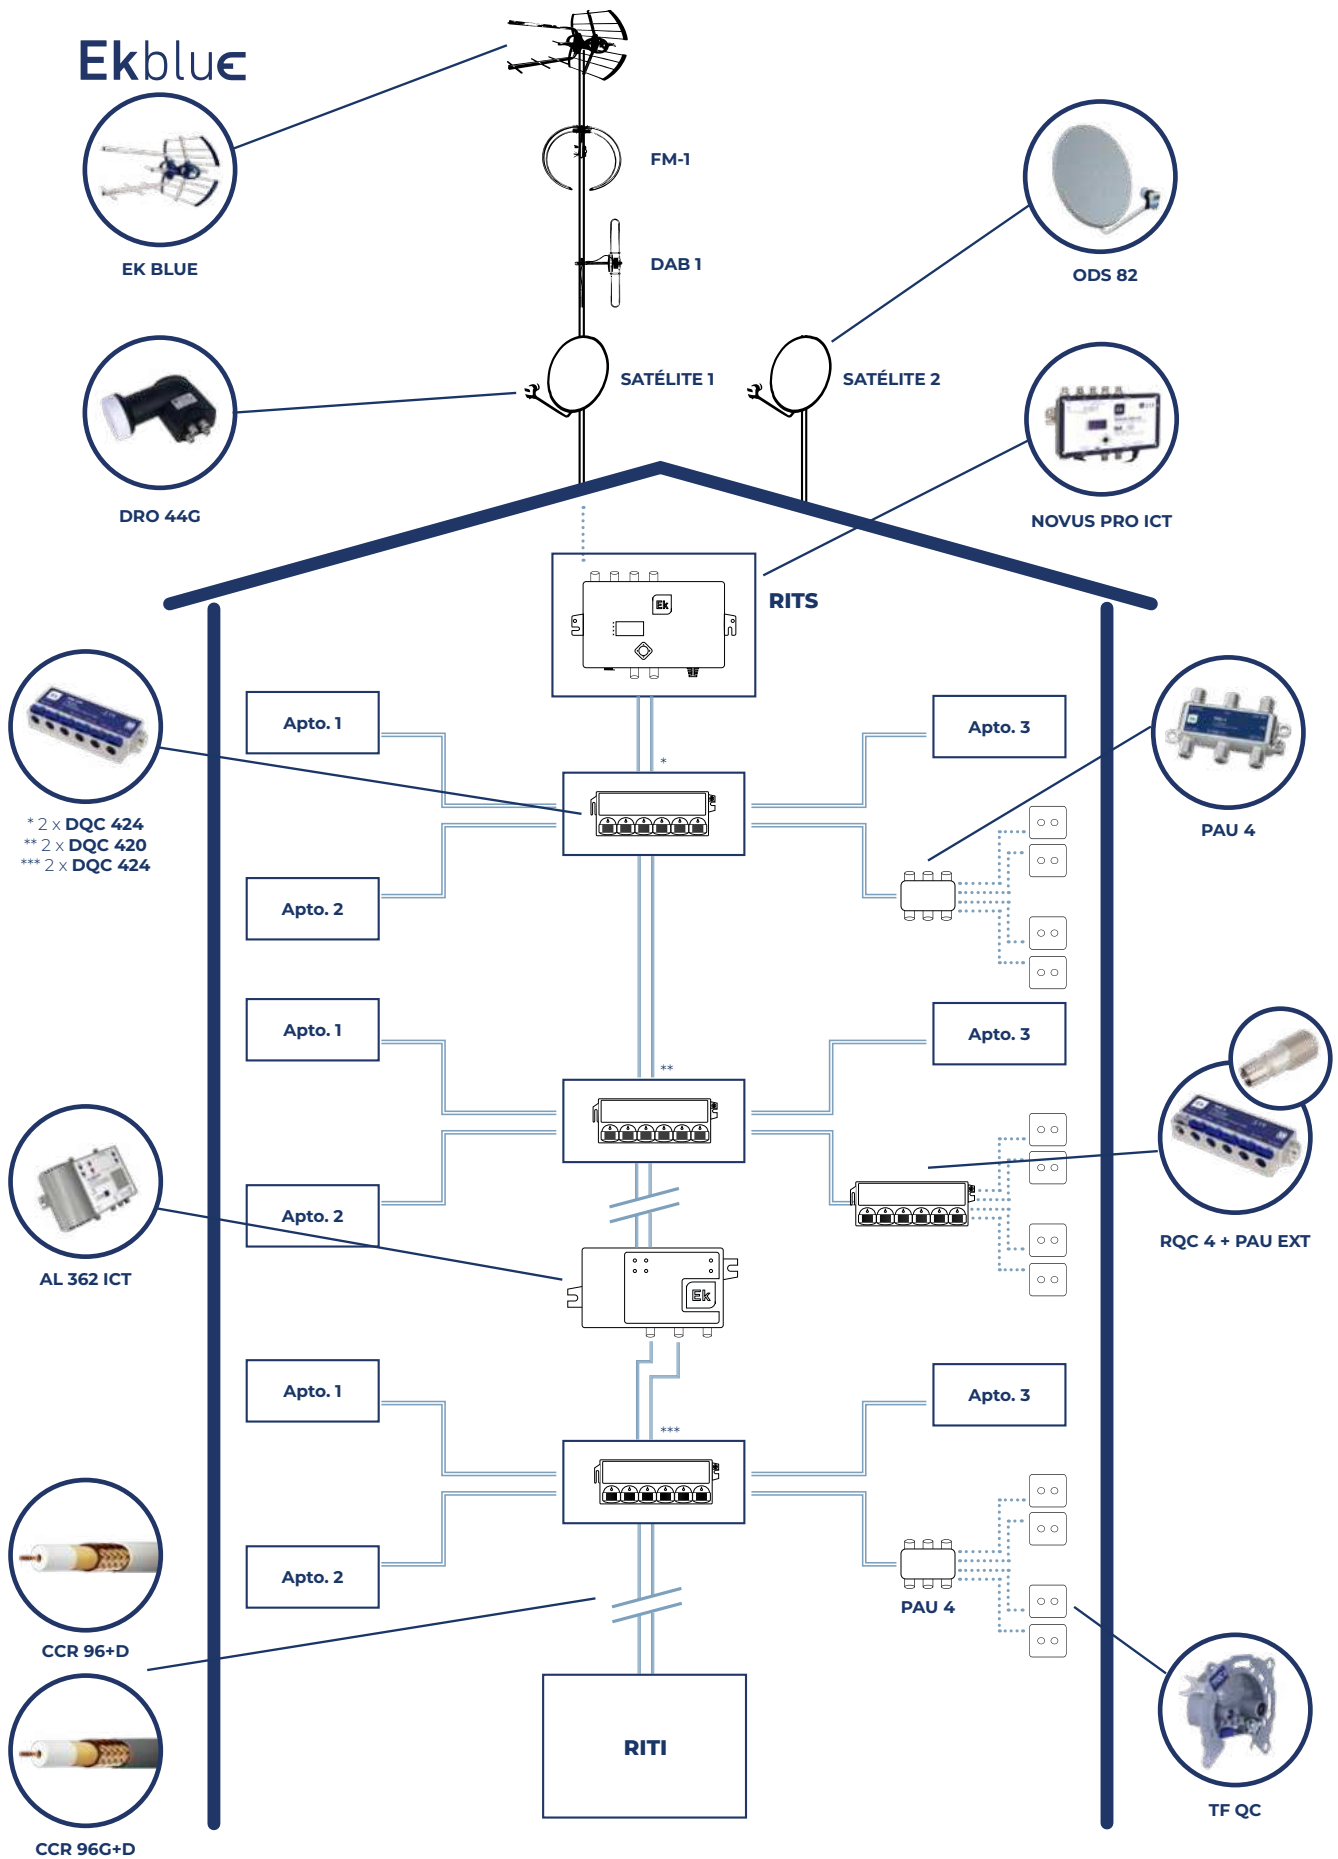 Ekblue
EK BLUE
FM-1
DAB 1
ODS 82
SATÉLITE 1
SATÉLITE 2
DRO 44G
NOVUS PRO ICT
Ek
RITS
Apto. 1
Apto. 3
*
* 2 x DQC 424
** 2 x DQC 420
*** 2 x DQC 424
PAU 4
Apto. 2
Apto. 1
Apto. 3
**
Apto. 2
RQC 4 + PAU EXT
AL 362 ICT
Ek
Apto. 1
Apto. 3
***
Apto. 2
PAU 4
CCR 96+D
RITI
TF QC
CCR 96G+D